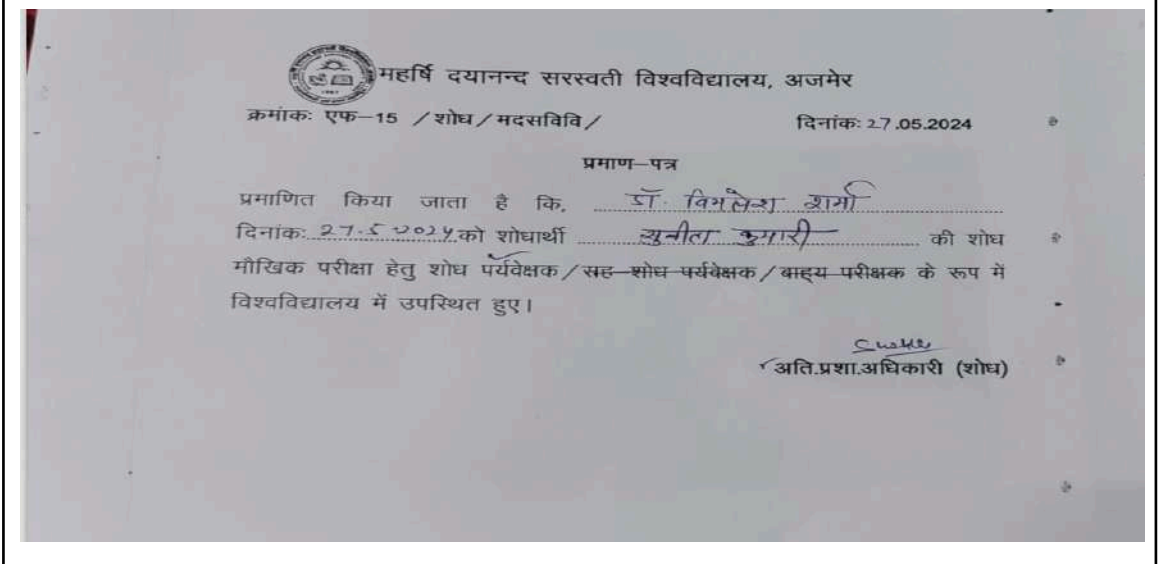 महर्षि दयानन्द सरस्वती विश्वविद्यालय, अजमेर
क्रमांकः एफ–15 /शोध/मदसविवि/ दिनांकः 27.05.2024
प्रमाण–पत्र
प्रमाणित किया जाता है कि, डॉ. विमलेश शर्मा
दिनांकः 27.5.2024 को शोधार्थी सुनीता कुमारी की शोध
मौखिक परीक्षा हेतु शोध पर्यवेक्षक/सह–शोध पर्यवेक्षक/बाह्य परीक्षक के रूप में
विश्वविद्यालय में उपस्थित हुए।
अति.प्रशा.अधिकारी (शोध)